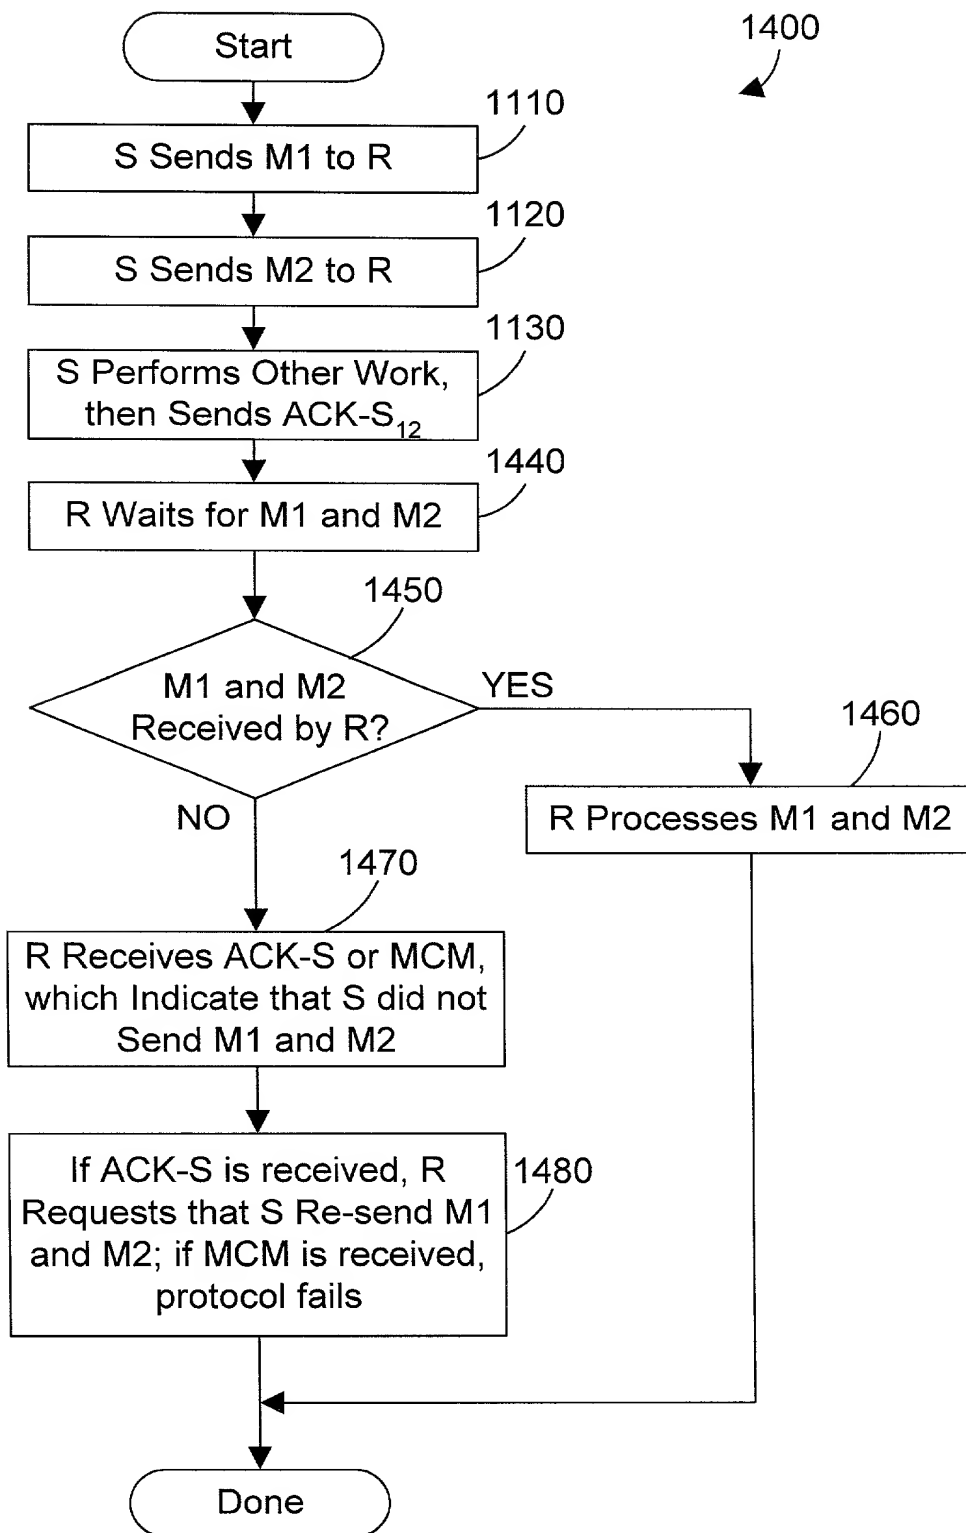 Start
1400
1110
S Sends M1 to R
1120
S Sends M2 to R
1130
S Performs Other Work,
then Sends ACK-S₁₂
1440
R Waits for M1 and M2
1450
M1 and M2
Received by R?
YES
1460
R Processes M1 and M2
NO
1470
R Receives ACK-S or MCM,
which Indicate that S did not
Send M1 and M2
1480
If ACK-S is received, R
Requests that S Re-send M1
and M2; if MCM is received,
protocol fails
Done